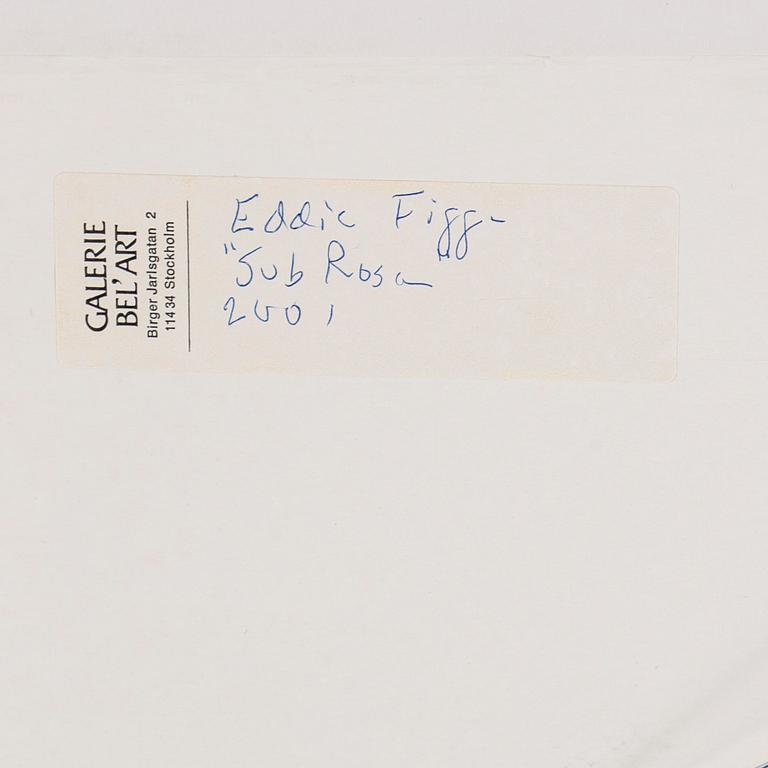 GALERIE
BEL'ART
Birger Jarlsgatan 2
114 34 Stockholm
Eddie Figge
"Sub Rosa"
2001